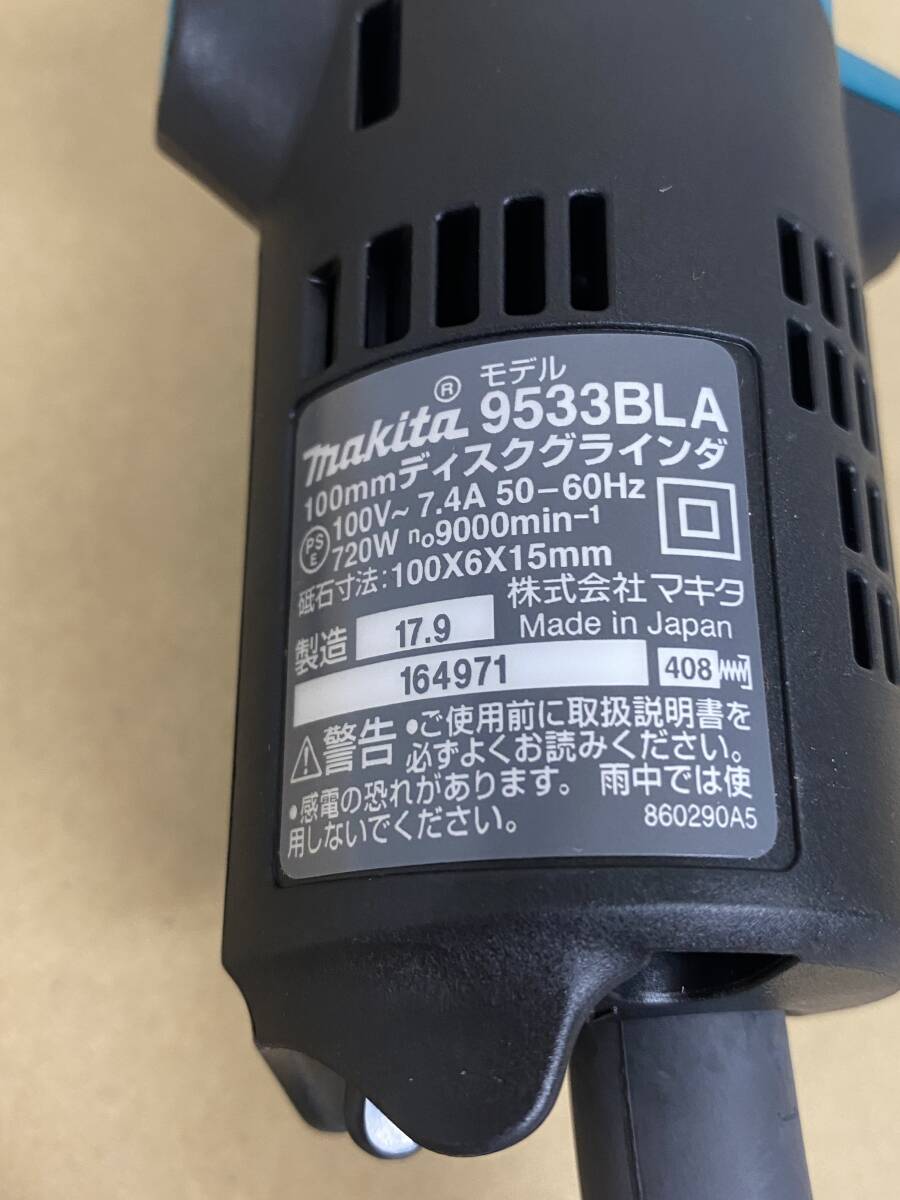 モデル
makita® 9533BLA
100mmディスクグラインダ
PSE 100V~ 7.4A 50-60Hz
720W n₀9000min⁻¹
砥石寸法:100X6X15mm
株式会社マキタ
製造 17.9 Made in Japan
164971 408
警告 •ご使用前に取扱説明書を
必ずよくお読みください。
•感電の恐れがあります。 雨中では使
用しないでください。
860290A5